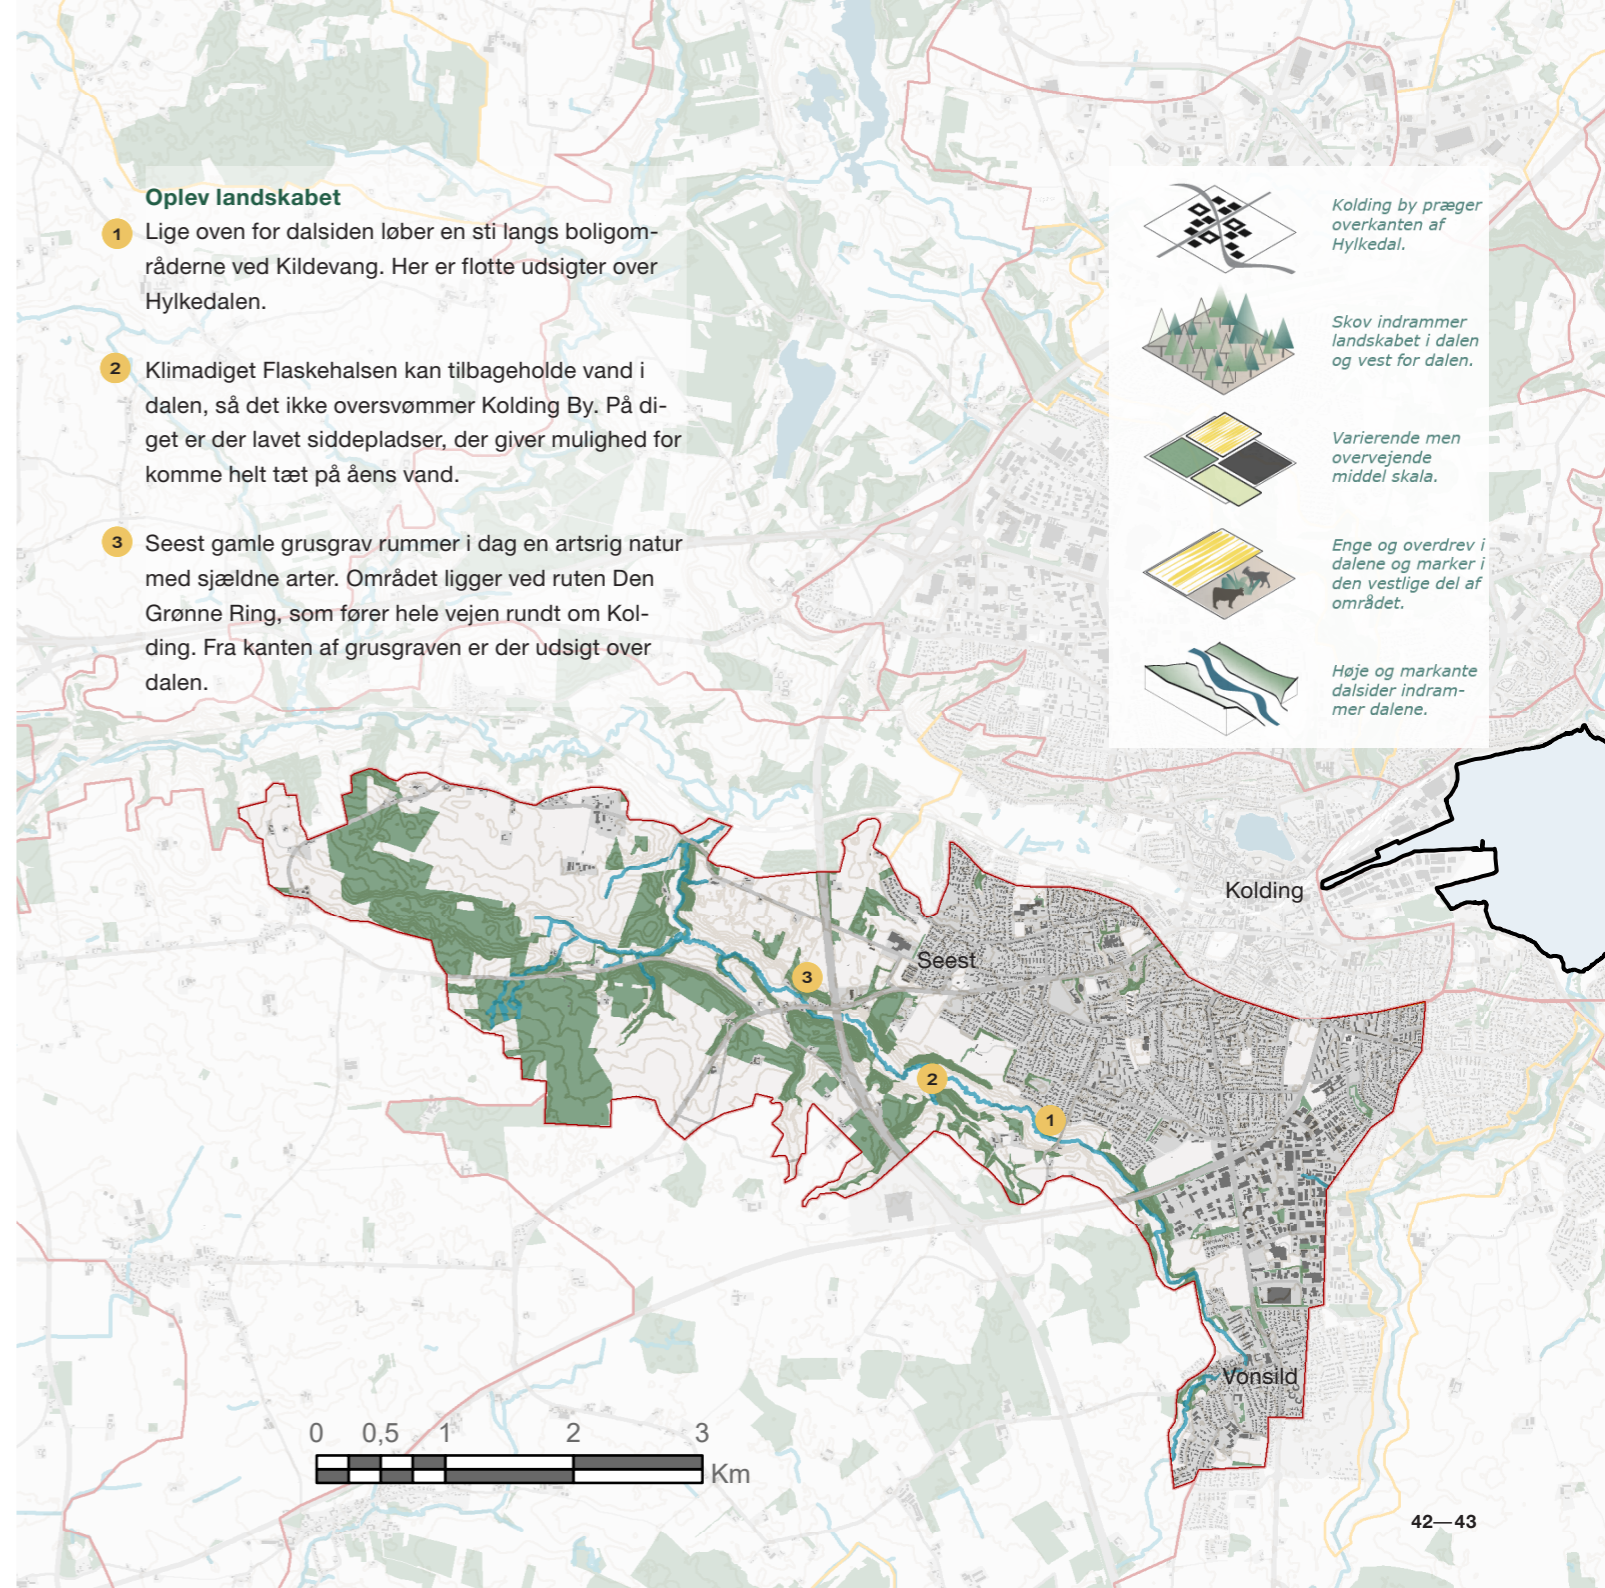 Oplev landskabet
1 Lige oven for dalsiden løber en sti langs boligom-
råderne ved Kildevang. Her er flotte udsigter over
Hylkedalen.
2 Klimadiget Flaskehalsen kan tilbageholde vand i
dalen, så det ikke oversvømmer Kolding By. På di-
get er der lavet siddepladser, der giver mulighed for
komme helt tæt på åens vand.
3 Seest gamle grusgrav rummer i dag en artsrig natur
med sjældne arter. Området ligger ved ruten Den
Grønne Ring, som fører hele vejen rundt om Kol-
ding. Fra kanten af grusgraven er der udsigt over
dalen.
Kolding by præger
overkanten af
Hylkedal.
Skov indrammer
landskabet i dalen
og vest for dalen.
Varierende men
overvejende
middel skala.
Enge og overdrev i
dalene og marker i
den vestlige del af
området.
Høje og markante
dalsider indram-
mer dalene.
Kolding
Seest
3
2
1
Vonsild
0 0,5 1 2 3
Km
42—43